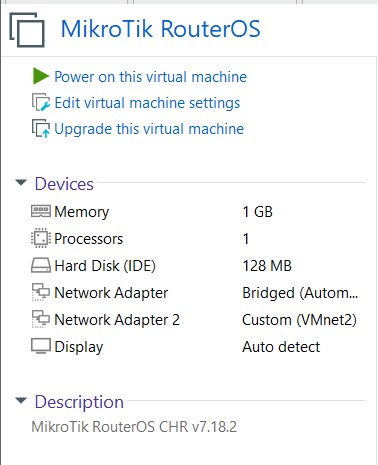 MikroTik RouterOS
Power on this virtual machine
Edit virtual machine settings
Upgrade this virtual machine
Devices
Memory 1 GB
Processors 1
Hard Disk (IDE) 128 MB
Network Adapter Bridged (Autom...
Network Adapter 2 Custom (VMnet2)
Display Auto detect
Description
MikroTik RouterOS CHR v7.18.2